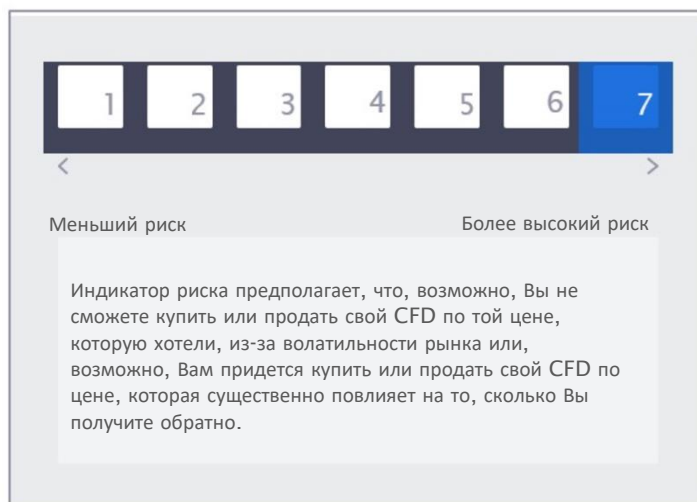 1 2 3 4 5 6 7
< >
Меньший риск Более высокий риск
Индикатор риска предполагает, что, возможно, Вы не
сможете купить или продать свой CFD по той цене,
которую хотели, из-за волатильности рынка или,
возможно, Вам придется купить или продать свой CFD по
цене, которая существенно повлияет на то, сколько Вы
получите обратно.